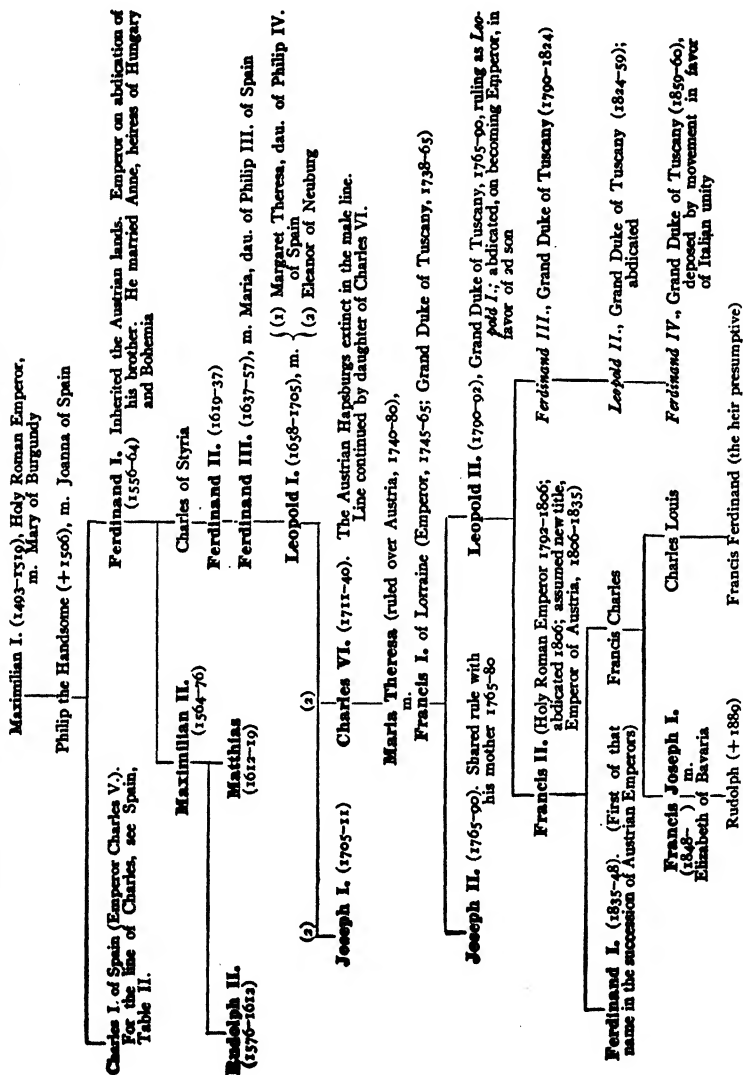 Maximilian I. (1493–1519), Holy Roman Emperor,
m. Mary of Burgundy
Philip the Handsome (+ 1506), m. Joanna of Spain
Charles I. of Spain (Emperor Charles V.).
For the line of Charles, see Spain,
Table II.
Ferdinand I. Inherited the Austrian lands. Emperor on abdication of
(1556–64) his brother. He married Anne, heiress of Hungary
and Bohemia
Maximilian II.
(1564–76)
Charles of Styria
Rudolph II.
(1576–1612)
Matthias
(1612–19)
Ferdinand II. (1619–37)
Ferdinand III. (1637–57), m. Maria, dau. of Philip III. of Spain
Leopold I. (1658–1705), m.
(1) Margaret Theresa, dau. of Philip IV.
of Spain
(2) Eleanor of Neuburg
(2)
(2)
Joseph I. (1705–11)
Charles VI. (1711–40). The Austrian Hapsburgs extinct in the male line.
Line continued by daughter of Charles VI.
Maria Theresa (ruled over Austria, 1740–80),
m.
Francis I. of Lorraine (Emperor, 1745–65; Grand Duke of Tuscany, 1738–65)
Joseph II. (1765–90). Shared rule with
his mother 1765–80
Leopold II. (1790–92), Grand Duke of Tuscany, 1765–90, ruling as Leo-
pold I.; abdicated, on becoming Emperor, in
favor of 2d son
Francis II. (Holy Roman Emperor 1792–1806;
abdicated 1806; assumed new title,
Emperor of Austria, 1806–1835)
Ferdinand III., Grand Duke of Tuscany (1790–1824)
Ferdinand I. (1835–48). (First of that
name in the succession of Austrian Emperors)
Francis Charles
Leopold II., Grand Duke of Tuscany (1824–59);
abdicated
Francis Joseph I.
(1848– ) m.
Elizabeth of Bavaria
Charles Louis
Ferdinand IV., Grand Duke of Tuscany (1859–60),
deposed by movement in favor
of Italian unity
Rudolph (+ 1889)
Francis Ferdinand (the heir presumptive)